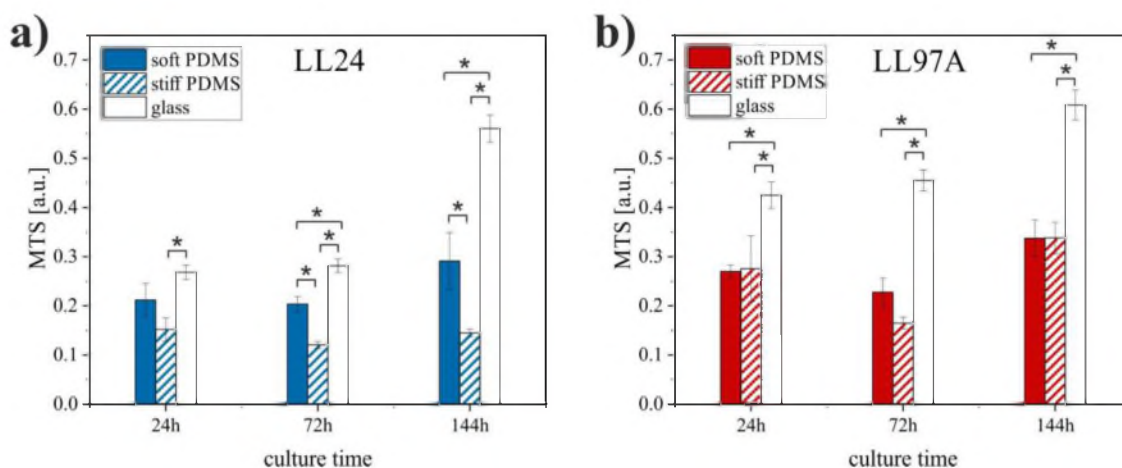 a)
LL24
soft PDMS
stiff PDMS
glass
MTS [a.u.]
0.7
0.6
0.5
0.4
0.3
0.2
0.1
0.0
* * * * * * * *
24h 72h 144h
culture time
b)
LL97A
soft PDMS
stiff PDMS
glass
MTS [a.u.]
0.7
0.6
0.5
0.4
0.3
0.2
0.1
0.0
* * * * * *
24h 72h 144h
culture time